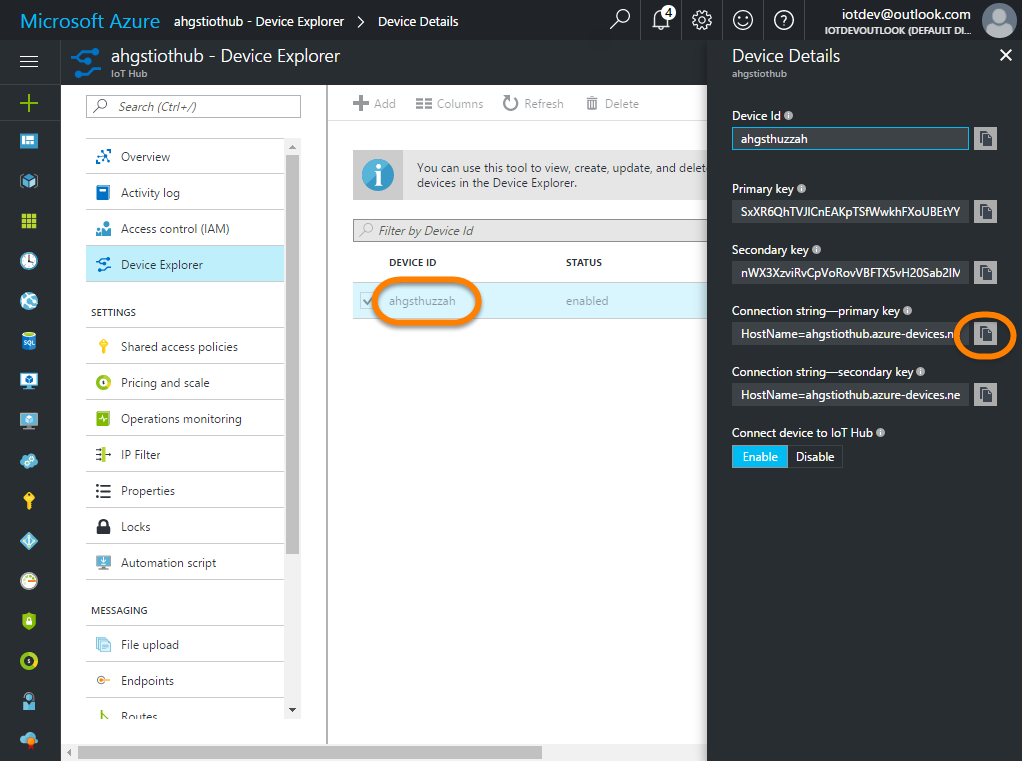 Microsoft Azure ahgstiothub - Device Explorer > Device Details
4
iotdev@outlook.com
IOTDEVOUTLOOK (DEFAULT DI...
ahgstiothub - Device Explorer
IoT Hub
Search (Ctrl+/)
Overview
Activity log
Access control (IAM)
Device Explorer
SETTINGS
Shared access policies
Pricing and scale
Operations monitoring
IP Filter
Properties
Locks
Automation script
MESSAGING
File upload
Endpoints
Routes
Add Columns Refresh Delete
You can use this tool to view, create, update, and delete
devices in the Device Explorer.
Filter by Device Id
DEVICE ID STATUS
ahgsthuzzah enabled
Device Details
ahgstiothub
Device Id
ahgsthuzzah
Primary key
SxXR6QhTVJICnEAKpTSfWwkhFXoUBEtYY
Secondary key
nWX3XzviRvCpVoRovVBFTX5vH20Sab2IM
Connection string—primary key
HostName=ahgstiothub.azure-devices.n
Connection string—secondary key
HostName=ahgstiothub.azure-devices.ne
Connect device to IoT Hub
Enable Disable
SQL